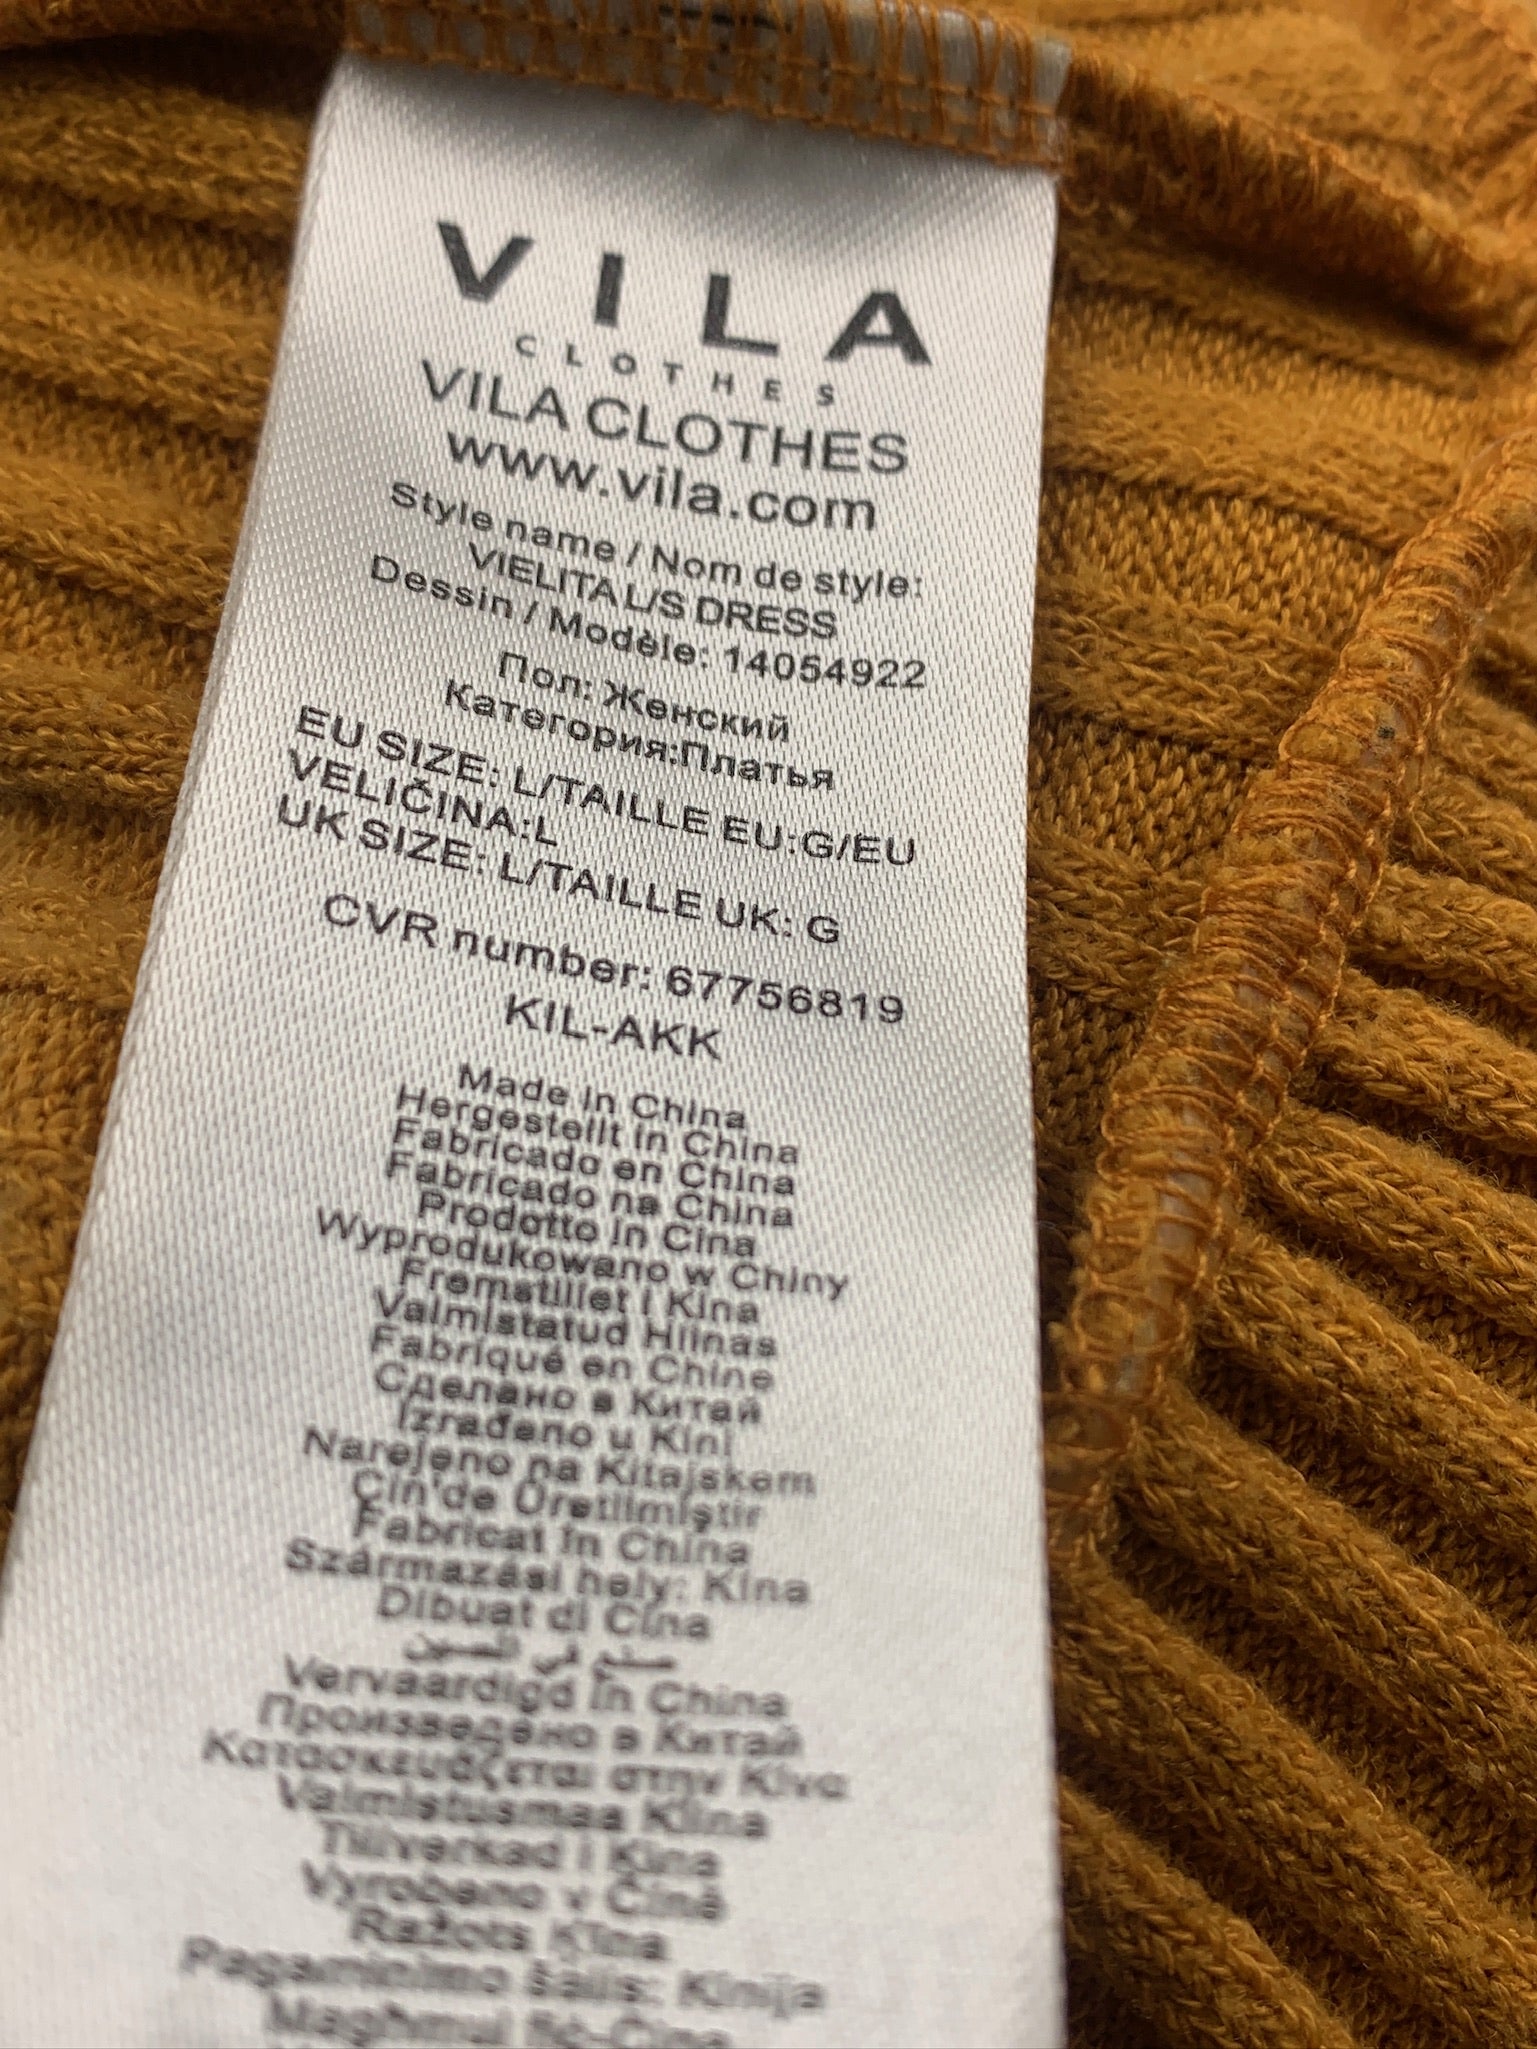 VILA
CLOTHES
VILA CLOTHES
www.vila.com
Style name / Nom de style:
VIELITA L/S DRESS
Dessin / Modèle: 14054922
Пол: Женский
Категория:Платья
EU SIZE: L/TAILLE EU:G/EU
VELIČINA:L
UK SIZE: L/TAILLE UK: G
CVR number: 67756819
KIL-AKK
Made in China
Hergestellt in China
Fabricado en China
Fabricado na China
Prodotto in Cina
Wyprodukowano w Chiny
Fremstillet i Kina
Valmistatud Hiinas
Fabriqué en Chine
Сделано в Китай
Izrađeno u Kini
Narejeno na Kitajskem
Çin'de Üretilmiştir
Fabricat în China
Származási hely: Kína
Dibuat di Cina
صنع في الصين
Vervaardigd in China
Произведено в Китай
Κατασκευάζεται στην Κίνα
Valmistusmaa Kiina
Tillverkad i Kina
Vyrobeno v Číně
Ražots Ķīna
Pagaminimo šalis: Kinija